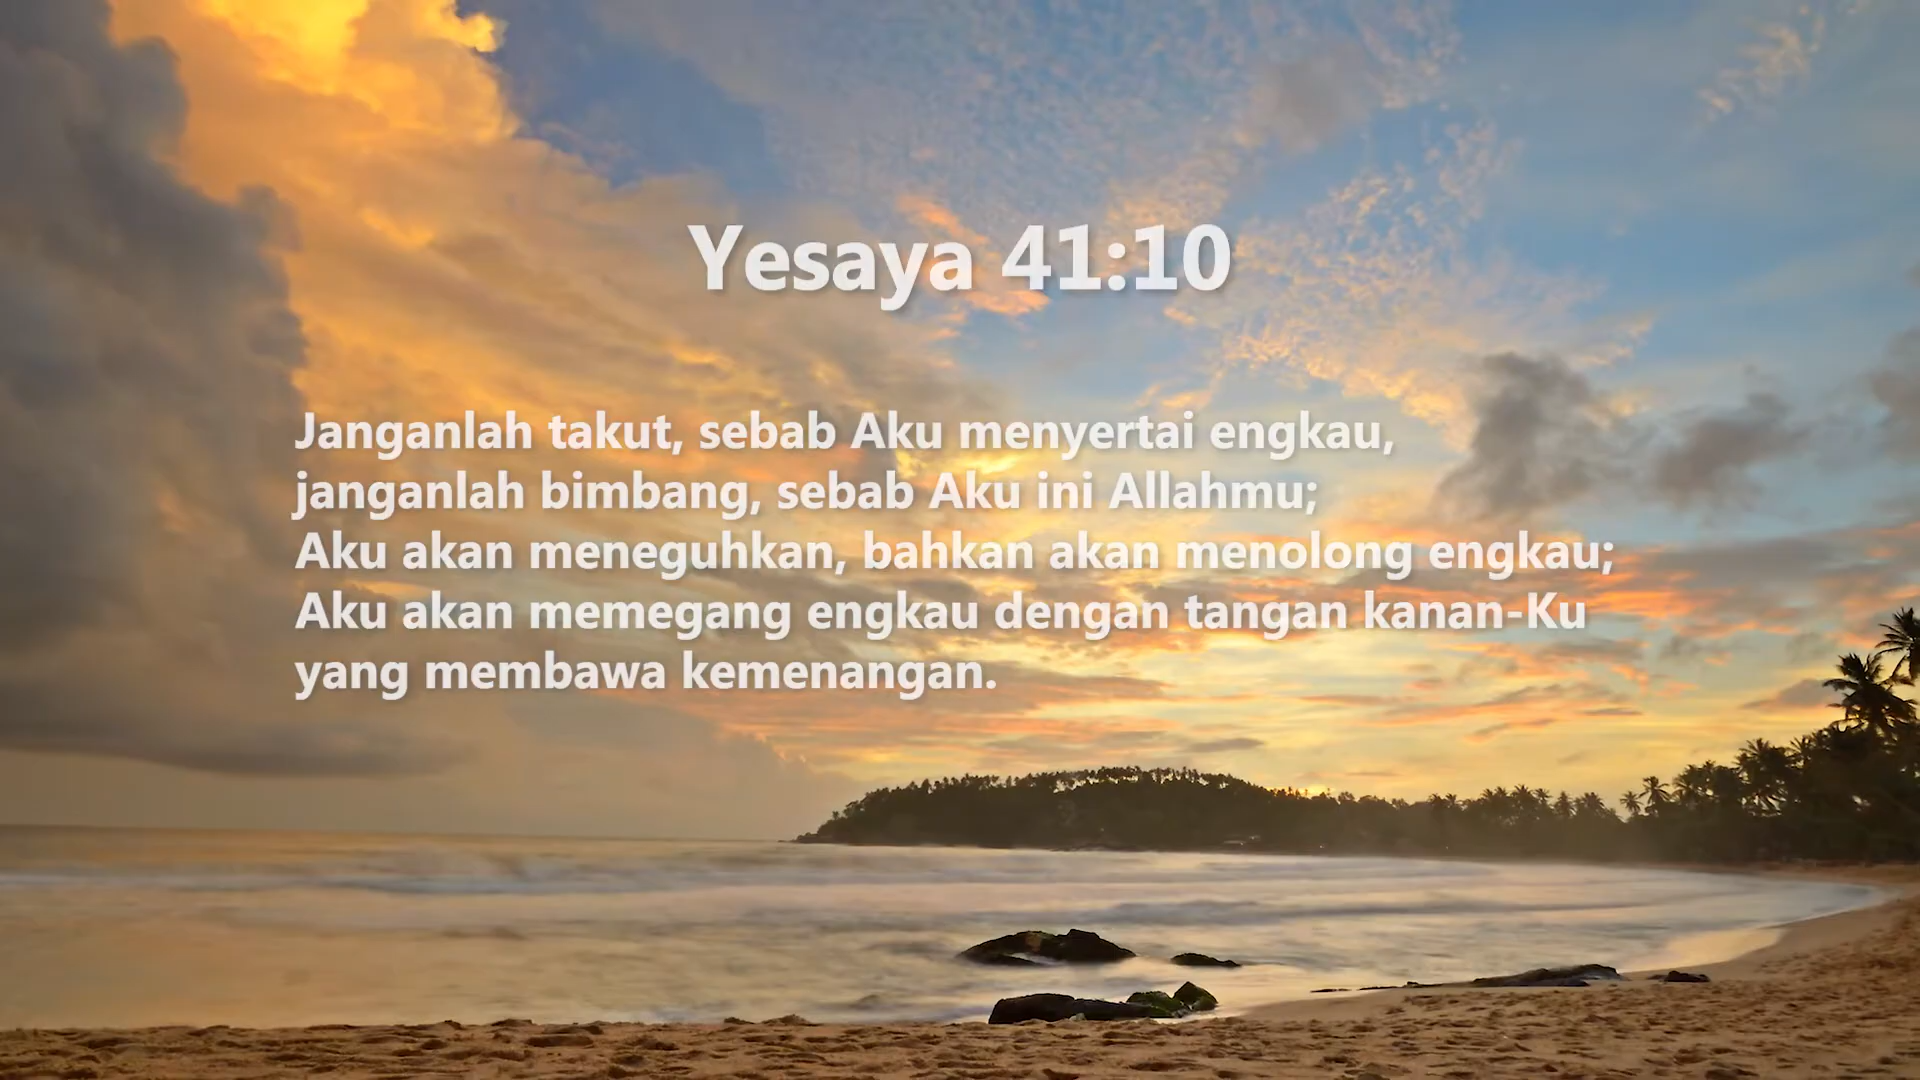 Yesaya 41:10
Janganlah takut, sebab Aku menyertai engkau,
janganlah bimbang, sebab Aku ini Allahmu;
Aku akan meneguhkan, bahkan akan menolong engkau;
Aku akan memegang engkau dengan tangan kanan-Ku
yang membawa kemenangan.